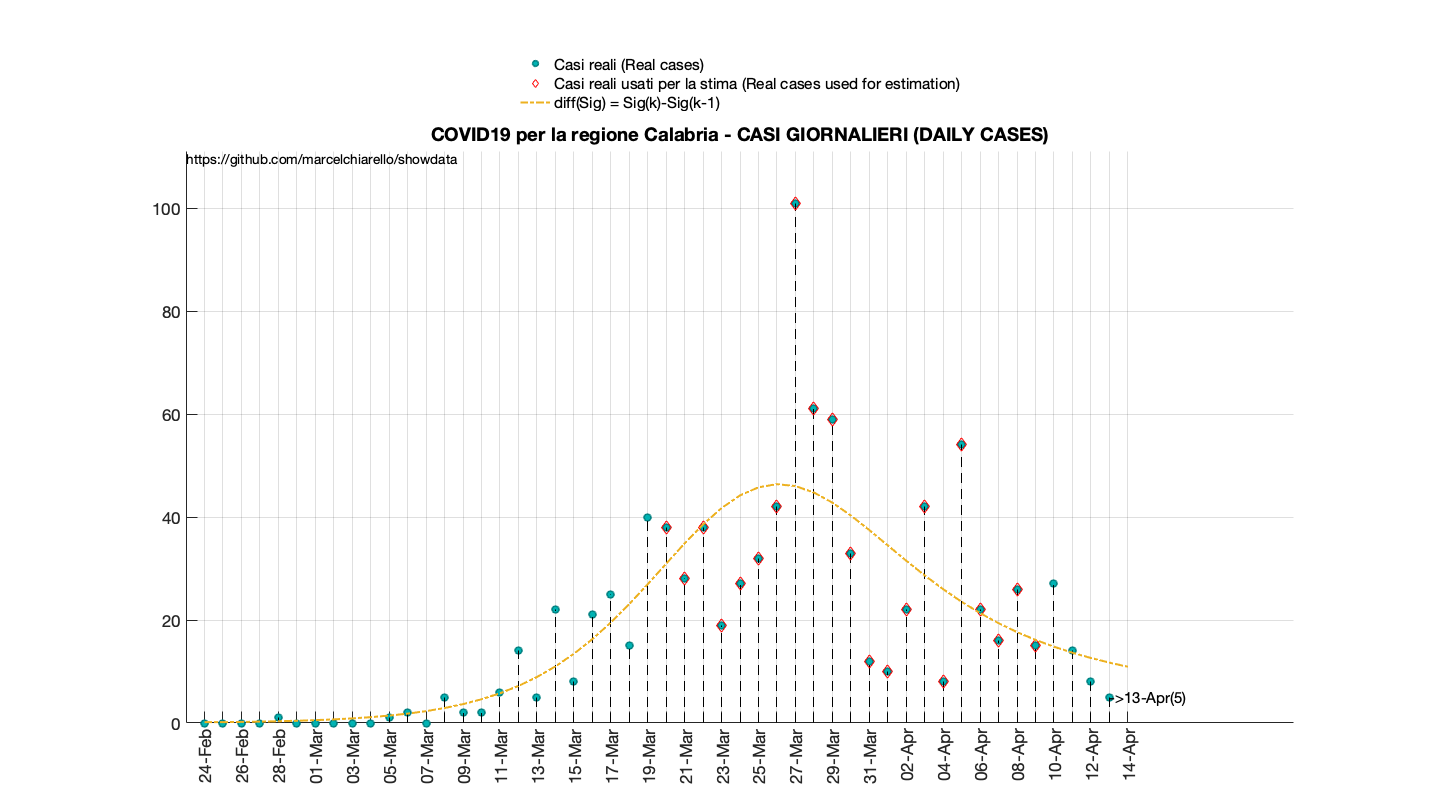 Casi reali (Real cases)
Casi reali usati per la stima (Real cases used for estimation)
diff(Sig) = Sig(k)-Sig(k-1)
COVID19 per la regione Calabria - CASI GIORNALIERI (DAILY CASES)
https://github.com/marcelchiarello/showdata
100
80
60
40
20
0
->13-Apr(5)
24-Feb
26-Feb
28-Feb
01-Mar
03-Mar
05-Mar
07-Mar
09-Mar
11-Mar
13-Mar
15-Mar
17-Mar
19-Mar
21-Mar
23-Mar
25-Mar
27-Mar
29-Mar
31-Mar
02-Apr
04-Apr
06-Apr
08-Apr
10-Apr
12-Apr
14-Apr